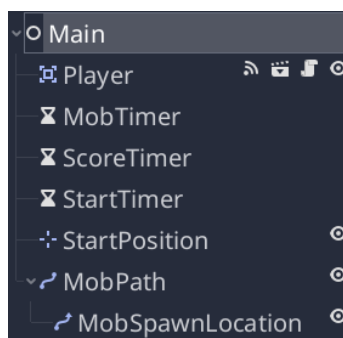 Main
Player
MobTimer
ScoreTimer
StartTimer
StartPosition
MobPath
MobSpawnLocation